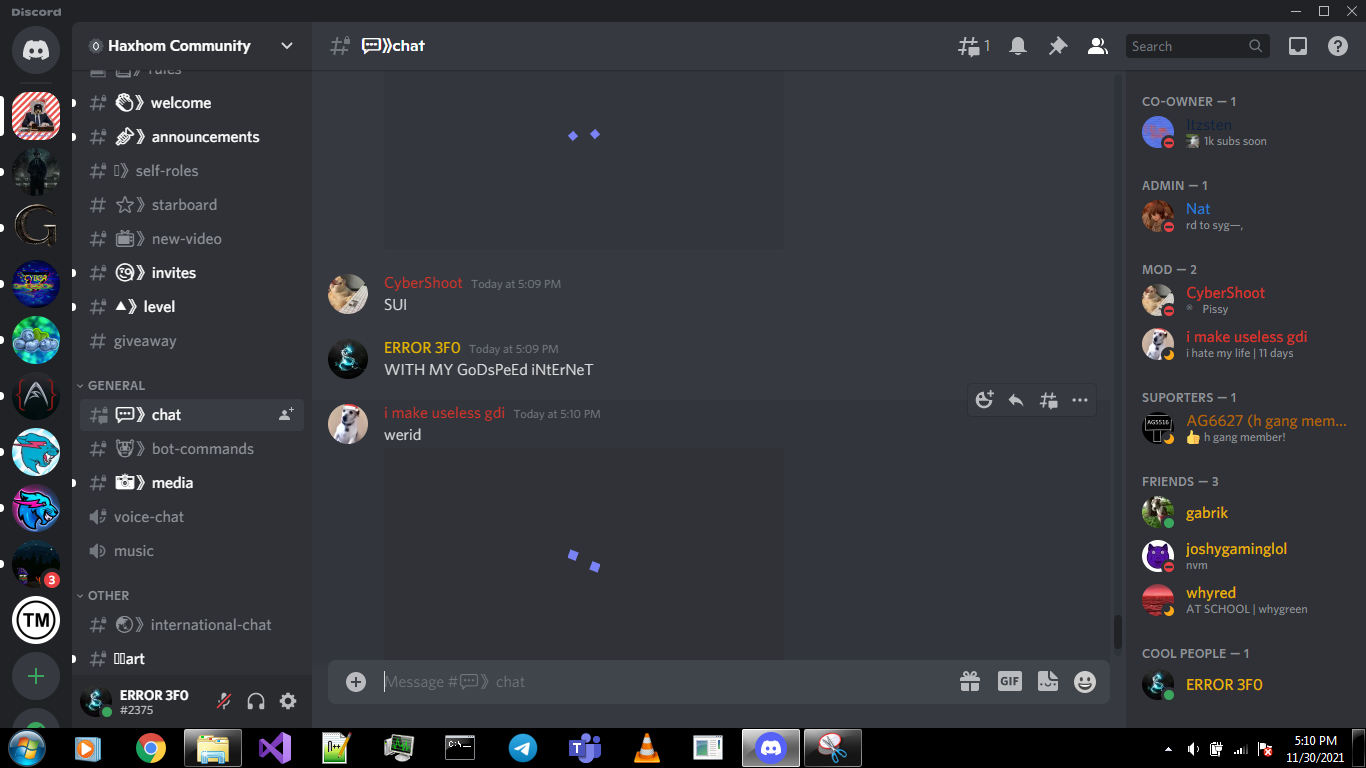 Discord
Haxhom Community
rules
welcome
announcements
self-roles
starboard
new-video
invites
level
giveaway
GENERAL
chat
bot-commands
media
voice-chat
music
OTHER
international-chat
art
ERROR 3F0
#2375
CYBER
3
TM
chat
1
Search
CyberShoot Today at 5:09 PM
SUI
ERROR 3F0 Today at 5:09 PM
WITH MY GoDsPeEd iNtErNeT
i make useless gdi Today at 5:10 PM
werid
Message # chat
GIF
CO-OWNER — 1
Itzsten
1k subs soon
ADMIN — 1
Nat
rd to syg—,
MOD — 2
CyberShoot
Pissy
i make useless gdi
i hate my life | 11 days
SUPORTERS — 1
AG5516
AG6627 (h gang mem...
h gang member!
FRIENDS — 3
gabrik
joshygaminglol
nvm
whyred
AT SCHOOL | whygreen
COOL PEOPLE — 1
ERROR 3F0
5:10 PM
11/30/2021